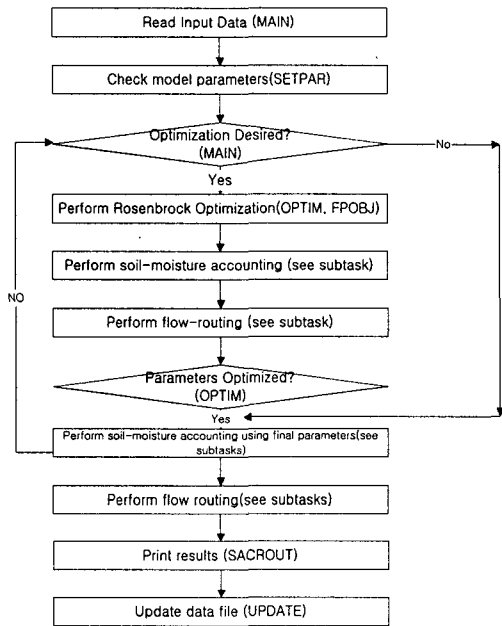 Read Input Data (MAIN)
Check model parameters(SETPAR)
Optimization Desired?
(MAIN)
No
Yes
Perform Rosenbrock Optimization(OPTIM, FPOBJ)
Perform soil-moisture accounting (see subtask)
NO
Perform flow-routing (see subtask)
Parameters Optimized?
(OPTIM)
Yes
Perform soil-moisture accounting using final parameters(see
subtasks)
Perform flow routing(see subtasks)
Print results (SACROUT)
Update data file (UPDATE)